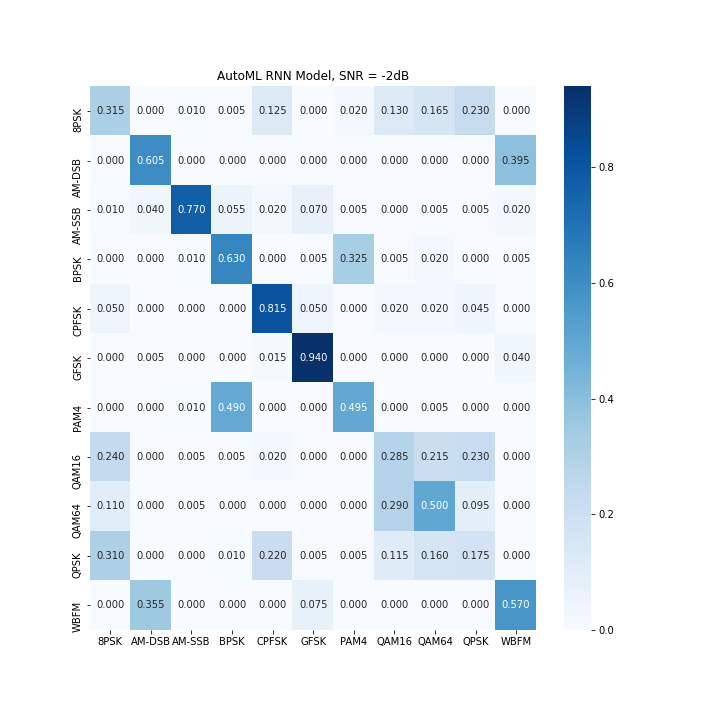 AutoML RNN Model, SNR = -2dB
8PSK 0.315 0.000 0.010 0.005 0.125 0.000 0.020 0.130 0.165 0.230 0.000
AM-DSB 0.000 0.605 0.000 0.000 0.000 0.000 0.000 0.000 0.000 0.000 0.395
AM-SSB 0.010 0.040 0.770 0.055 0.020 0.070 0.005 0.000 0.005 0.005 0.020
BPSK 0.000 0.000 0.010 0.630 0.000 0.005 0.325 0.005 0.020 0.000 0.005
CPFSK 0.050 0.000 0.000 0.000 0.815 0.050 0.000 0.020 0.020 0.045 0.000
GFSK 0.000 0.005 0.000 0.000 0.015 0.940 0.000 0.000 0.000 0.000 0.040
PAM4 0.000 0.000 0.010 0.490 0.000 0.000 0.495 0.000 0.005 0.000 0.000
QAM16 0.240 0.000 0.005 0.005 0.020 0.000 0.000 0.285 0.215 0.230 0.000
QAM64 0.110 0.000 0.005 0.000 0.000 0.000 0.000 0.290 0.500 0.095 0.000
QPSK 0.310 0.000 0.000 0.010 0.220 0.005 0.005 0.115 0.160 0.175 0.000
WBFM 0.000 0.355 0.000 0.000 0.000 0.075 0.000 0.000 0.000 0.000 0.570
8PSK AM-DSB AM-SSB BPSK CPFSK GFSK PAM4 QAM16 QAM64 QPSK WBFM
0.8
0.6
0.4
0.2
0.0